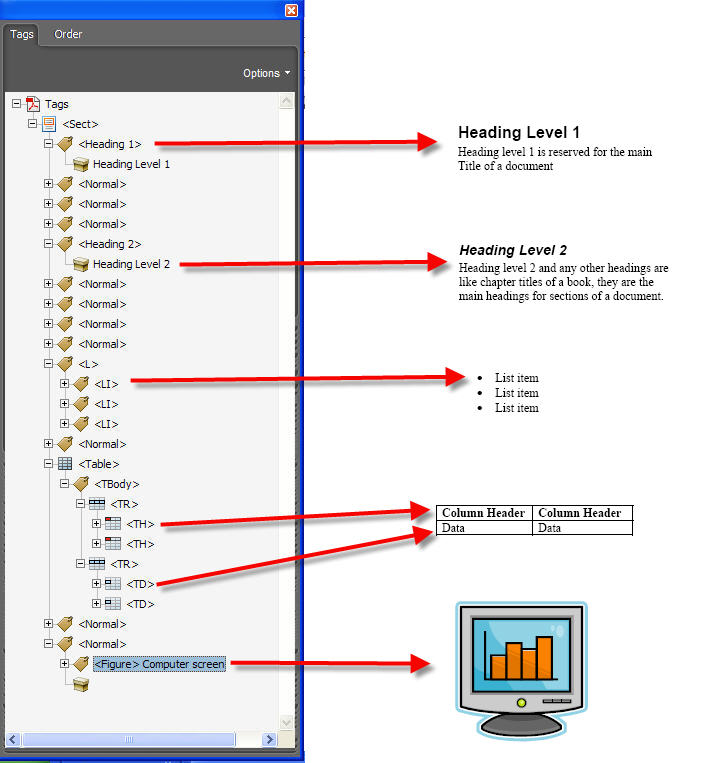 Tags Order
Options
Tags
<Sect>
<Heading 1>
Heading Level 1
<Normal>
<Normal>
<Normal>
<Heading 2>
Heading Level 2
<Normal>
<Normal>
<Normal>
<Normal>
<L>
<LI>
<LI>
<LI>
<Normal>
<Table>
<TBody>
<TR>
<TH>
<TH>
<TR>
<TD>
<TD>
<Normal>
<Normal>
<Figure> Computer screen
Heading Level 1
Heading level 1 is reserved for the main
Title of a document
Heading Level 2
Heading level 2 and any other headings are
like chapter titles of a book, they are the
main headings for sections of a document.
• List item
• List item
• List item
Column Header Column Header
Data Data